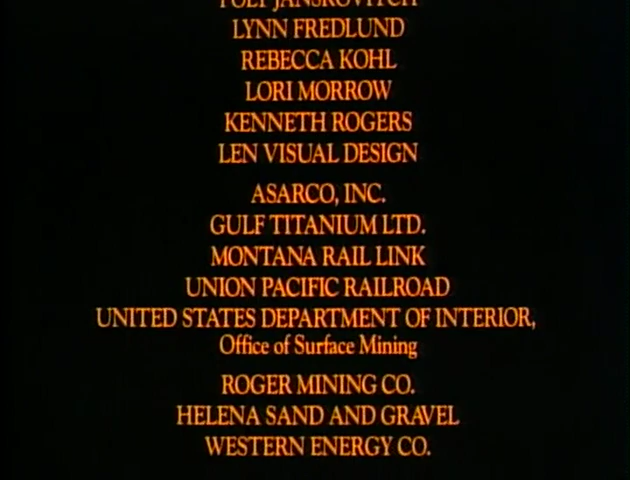 LYNN FREDLUND
REBECCA KOHL
LORI MORROW
KENNETH ROGERS
LEN VISUAL DESIGN
ASARCO, INC.
GULF TITANIUM LTD.
MONTANA RAIL LINK
UNION PACIFIC RAILROAD
UNITED STATES DEPARTMENT OF INTERIOR,
Office of Surface Mining
ROGER MINING CO.
HELENA SAND AND GRAVEL
WESTERN ENERGY CO.